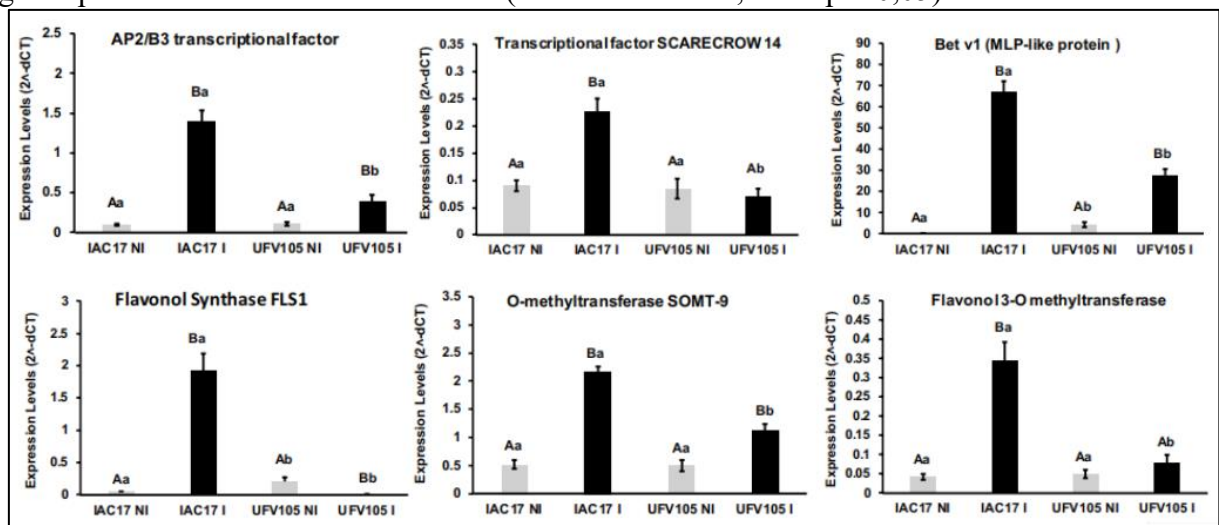 AP2/B3 transcriptional factor
Expression Levels (2^-dCT)
2.5
2
1.5
1
0.5
0
Aa
Ba
Aa
Bb
IAC17 NI
IAC17 I
UFV105 NI
UFV105 I
Transcriptional factor SCARECROW 14
Expression Levels (2^-dCT)
0.35
0.3
0.25
0.2
0.15
0.1
0.05
0
Aa
Ba
Aa
Ab
IAC17 NI
IAC17 I
UFV105 NI
UFV105 I
Bet v1 (MLP-like protein )
Expression Levels (2^-dCT)
90
80
70
60
50
40
30
20
10
0
Aa
Ba
Ab
Bb
IAC17 NI
IAC17 I
UFV105 NI
UFV105 I
Flavonol Synthase FLS1
Expression Levels (2^-dCT)
3
2.5
2
1.5
1
0.5
0
Aa
Ba
Ab
Bb
IAC17 NI
IAC17 I
UFV105 NI
UFV105 I
O-methyltransferase SOMT-9
Expression Levels (2^-dCT)
3.5
3
2.5
2
1.5
1
0.5
0
Aa
Ba
Aa
Bb
IAC17 NI
IAC17 I
UFV105 NI
UFV105 I
Flavonol 3-O methyltransferase
Expression Levels (2^-dCT)
0.5
0.45
0.4
0.35
0.3
0.25
0.2
0.15
0.1
0.05
0
Aa
Ba
Aa
Ab
IAC17 NI
IAC17 I
UFV105 NI
UFV105 I